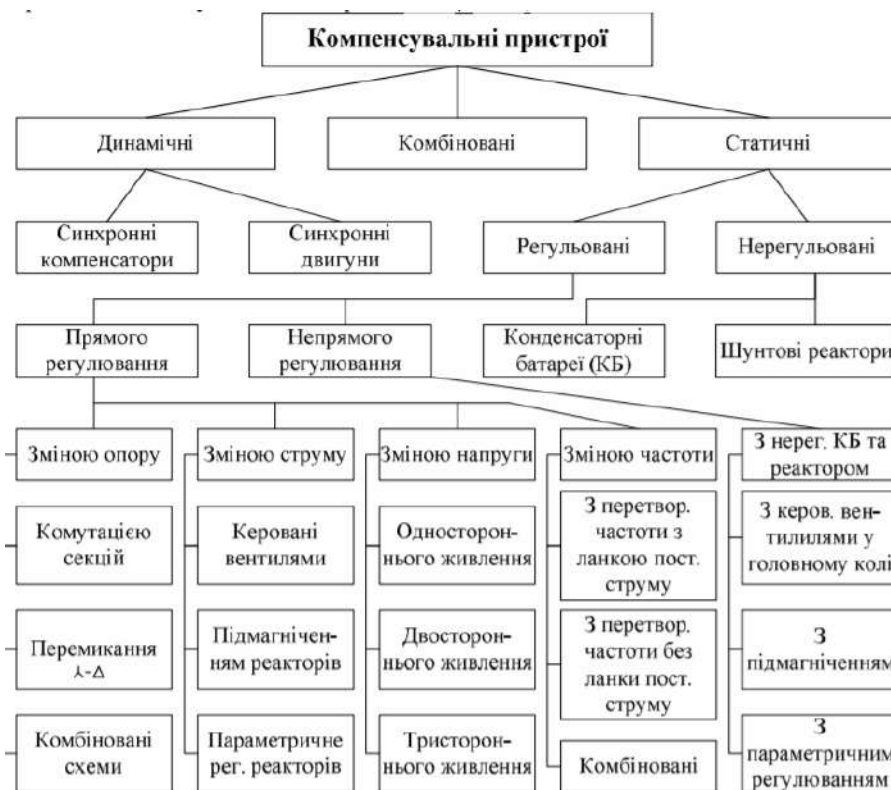 Компенсувальні пристрої
Динамічні
Комбіновані
Статичні
Синхронні
компенсатори
Синхронні
двигуни
Регульовані
Нерегульовані
Прямого
регулювання
Непрямого
регулювання
Конденсаторні
батареї (КБ)
Шунтові реактори
Зміною опору
Зміною струму
Зміною напруги
Зміною частоти
З нерег. КБ та
реактором
Комутацією
секцій
Керовані
вентилями
Односторон-
нього живлення
З перетвор.
частоти з
ланкою пост.
струму
З керов. вен-
тилилями у
головному колі
Перемикання
⅄-Δ
Підмагнічен-
ням реакторів
Двосторон-
нього живлення
З перетвор.
частоти без
ланки пост.
струму
З
підмагніченням
Комбіновані
схеми
Параметричне
рег. реакторів
Тристорон-
нього живлення
Комбіновані
З
параметричним
регулюванням